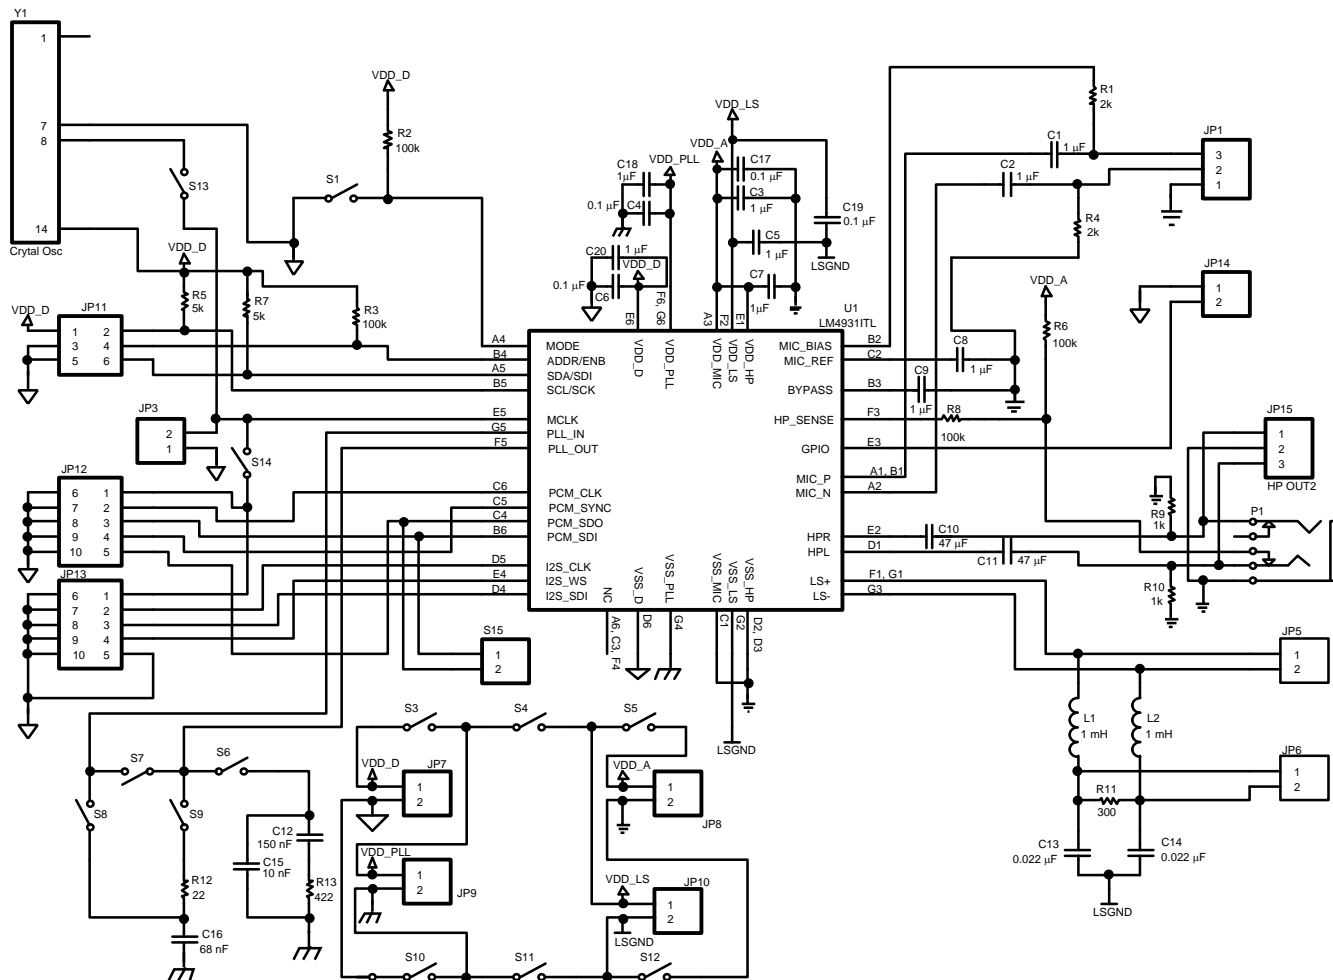 Y1
1
7
8
14
Crytal Osc
S13
VDD_D
R2
100k
S1
VDD_D
R5
5k
R7
5k
R3
100k
VDD_D
JP11
1 2
3 4
5 6
JP3
2
1
S14
JP12
6 1
7 2
8 3
9 4
10 5
JP13
6 1
7 2
8 3
9 4
10 5
C18
1µF
VDD_PLL
0.1 µF
C4
C20
1 µF
VDD_D
0.1 µF
C6
VDD_LS
VDD_A
C17
0.1 µF
C3
1 µF
C19
0.1 µF
C5
1 µF
LSGND
C7
1µF
E6
F6, G6
A3
F2
E1
U1
LM4931ITL
A4 MODE
B4 ADDR/ENB
A5 SDA/SDI
B5 SCL/SCK
E5 MCLK
G5 PLL_IN
F5 PLL_OUT
C6 PCM_CLK
C5 PCM_SYNC
C4 PCM_SDO
B6 PCM_SDI
D5 I2S_CLK
E4 I2S_WS
D4 I2S_SDI
VDD_D
VDD_PLL
VDD_MIC
VDD_LS
VDD_HP
MIC_BIAS B2
MIC_REF C2
BYPASS B3
HP_SENSE F3
GPIO E3
MIC_P A1, B1
MIC_N A2
HPR E2
HPL D1
LS+ F1, G1
LS- G3
NC
VSS_D
VSS_PLL
VSS_MIC
VSS_LS
VSS_HP
A6, C3, F4
D6
G4
C1
G2
D2, D3
LSGND
R1
2k
C1
1 µF
C2
1 µF
JP1
3
2
1
R4
2k
JP14
1
2
VDD_A
R6
100k
C8
1 µF
C9
1 µF
R8
100k
JP15
1
2
3
HP OUT2
P1
R9
1k
C10
47 µF
C11
47 µF
R10
1k
JP5
1
2
L1
1 mH
L2
1 mH
JP6
1
2
R11
300
C13
0.022 µF
C14
0.022 µF
LSGND
S15
1
2
S7
S6
S8
S9
C12
150 nF
C15
10 nF
R12
22
R13
422
C16
68 nF
S3
S4
S5
VDD_D
JP7
1
2
VDD_A
1
2
JP8
VDD_PLL
1
2
JP9
VDD_LS
JP10
1
2
LSGND
S10
S11
S12